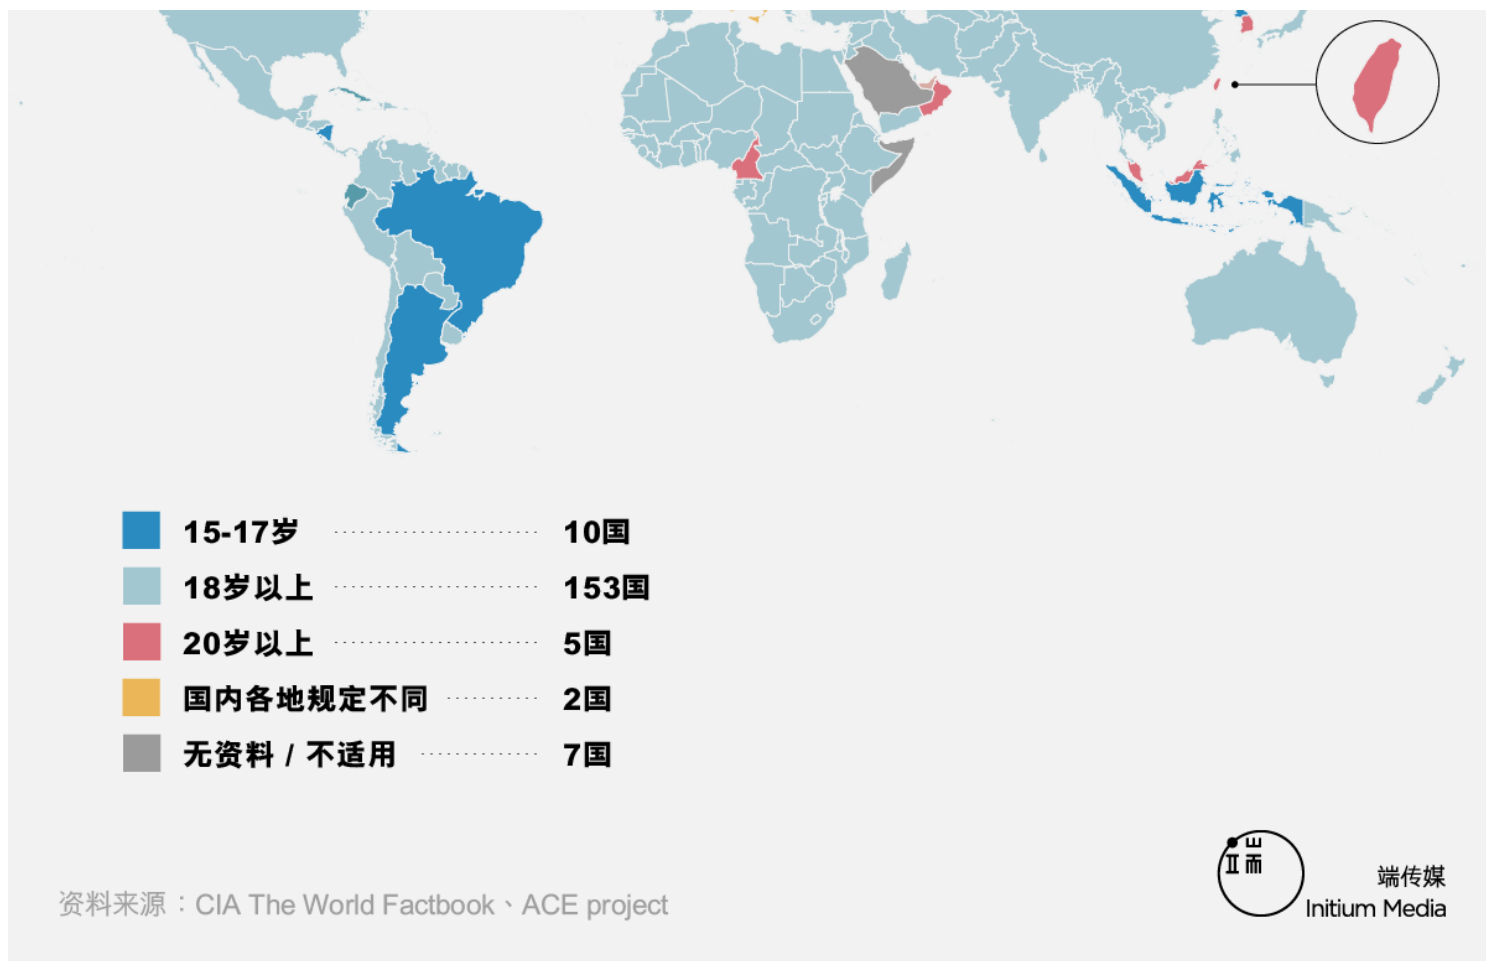 15-17岁 10国
18岁以上 153国
20岁以上 5国
国内各地规定不同 2国
无资料 / 不适用 7国
资料来源：CIA The World Factbook、ACE project
端
端传媒
Initium Media